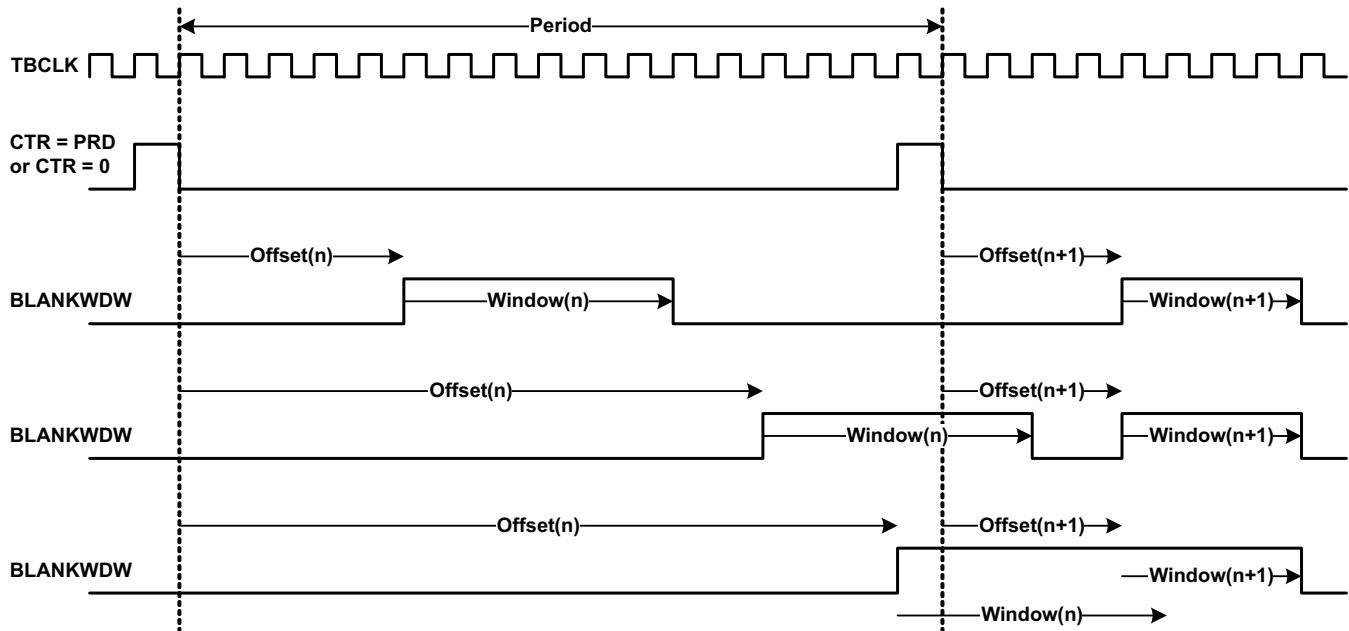 Period
TBCLK
CTR = PRD
or CTR = 0
Offset(n)
Offset(n+1)
BLANKWDW
Window(n)
Window(n+1)
Offset(n)
Offset(n+1)
BLANKWDW
Window(n)
Window(n+1)
Offset(n)
Offset(n+1)
BLANKWDW
Window(n+1)
Window(n)